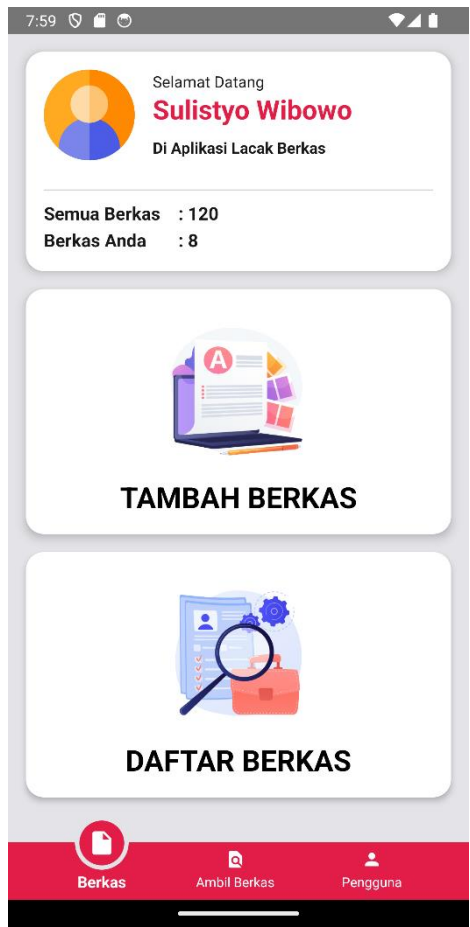 7:59
Selamat Datang
Sulistyo Wibowo
Di Aplikasi Lacak Berkas
Semua Berkas : 120
Berkas Anda : 8
A
TAMBAH BERKAS
DAFTAR BERKAS
Berkas
Ambil Berkas
Pengguna